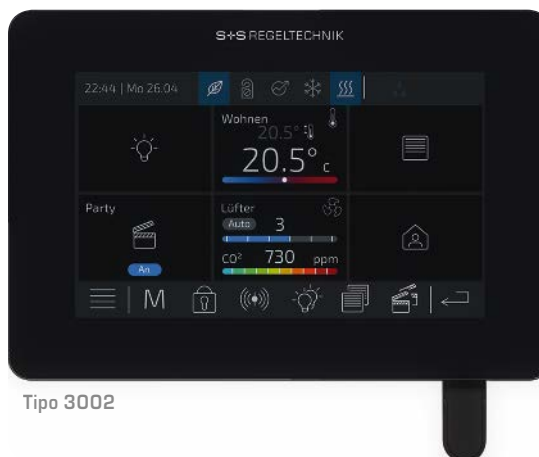 S+S REGELTECHNIK
22:44 | Mo 26.04
Wohnen
20.5°
20.5° C
Party
An
Lüfter
Auto 3
CO² 730 ppm
M
Tipo 3002